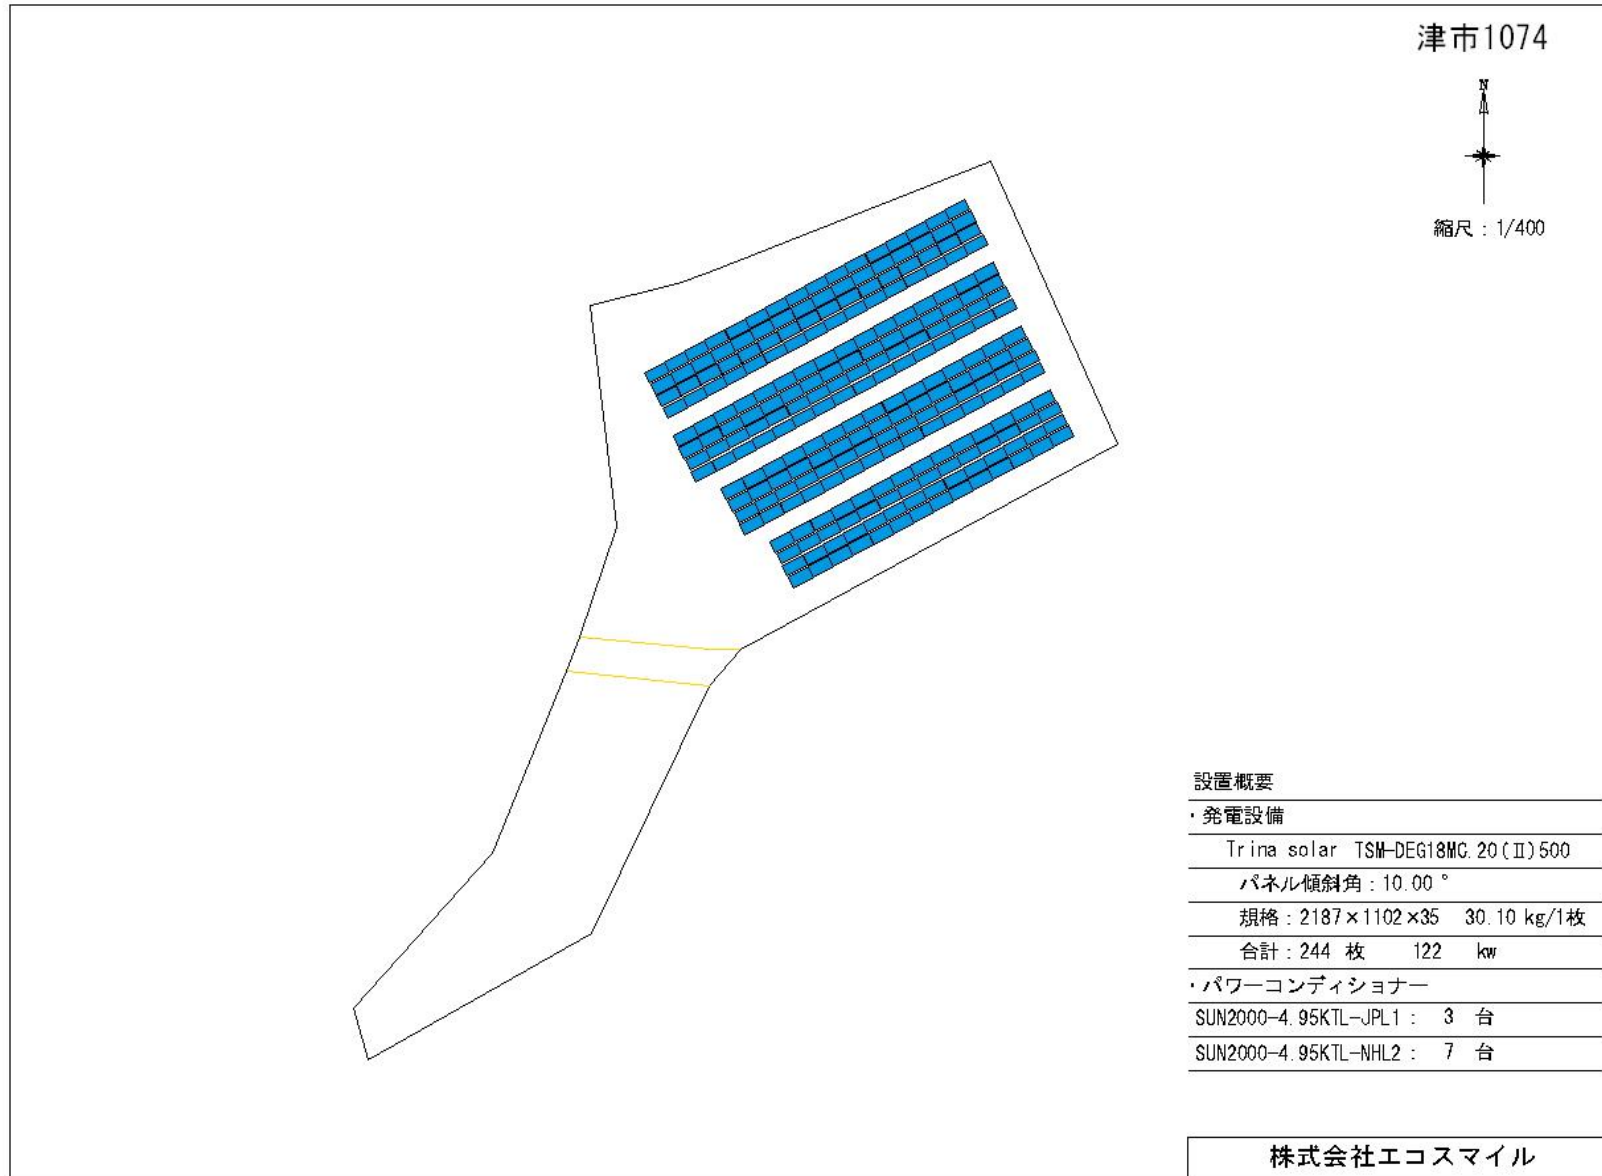 津市1074
N
縮尺：1/400
設置概要
・発電設備
Trina solar TSM-DEG18MC.20(Ⅱ)500
パネル傾斜角：10.00°
規格：2187×1102×35 30.10 kg/1枚
合計：244 枚 122 kw
・パワーコンディショナー
SUN2000-4.95KTL-JPL1： 3 台
SUN2000-4.95KTL-NHL2： 7 台
株式会社エコスマイル